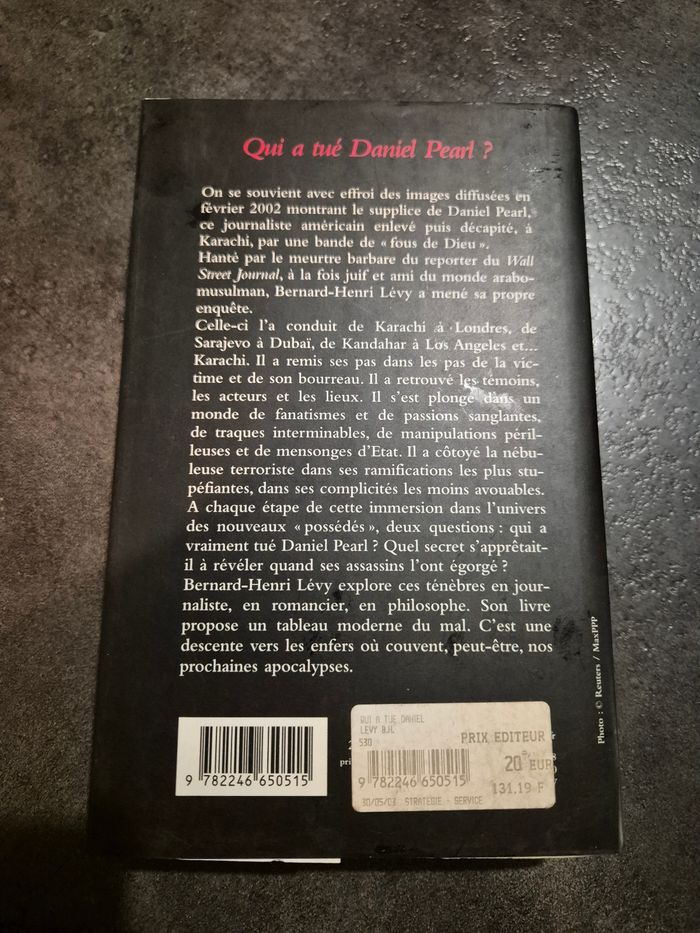 Qui a tué Daniel Pearl ?
On se souvient avec effroi des images diffusées en
février 2002 montrant le supplice de Daniel Pearl,
ce journaliste américain enlevé puis décapité, à
Karachi, par une bande de « fous de Dieu ».
Hanté par le meurtre barbare du reporter du Wall
Street Journal, à la fois juif et ami du monde arabo-
musulman, Bernard-Henri Lévy a mené sa propre
enquête.
Celle-ci l'a conduit de Karachi à Londres, de
Sarajevo à Dubaï, de Kandahar à Los Angeles et...
Karachi. Il a remis ses pas dans les pas de la vic-
time et de son bourreau. Il a retrouvé les témoins,
les acteurs et les lieux. Il s'est plongé dans un
monde de fanatismes et de passions sanglantes,
de traques interminables, de manipulations péril-
leuses et de mensonges d'Etat. Il a côtoyé la nébu-
leuse terroriste dans ses ramifications les plus stu-
péfiantes, dans ses complicités les moins avouables.
A chaque étape de cette immersion dans l'univers
des nouveaux « possédés », deux questions : qui a
vraiment tué Daniel Pearl ? Quel secret s'apprêtait-
il à révéler quand ses assassins l'ont égorgé ?
Bernard-Henri Lévy explore ces ténèbres en jour-
naliste, en romancier, en philosophe. Son livre
propose un tableau moderne du mal. C'est une
descente vers les enfers où couvent, peut-être, nos
prochaines apocalypses.
Photo : © Reuters / MaxPPP
9 782246 650515
QUI A TUE DANIEL
LEVY B.H.
530
PRIX EDITEUR
20 EUR
9 782246 650515
131.19 F
30/05/03 STRATEGIE - SERVICE